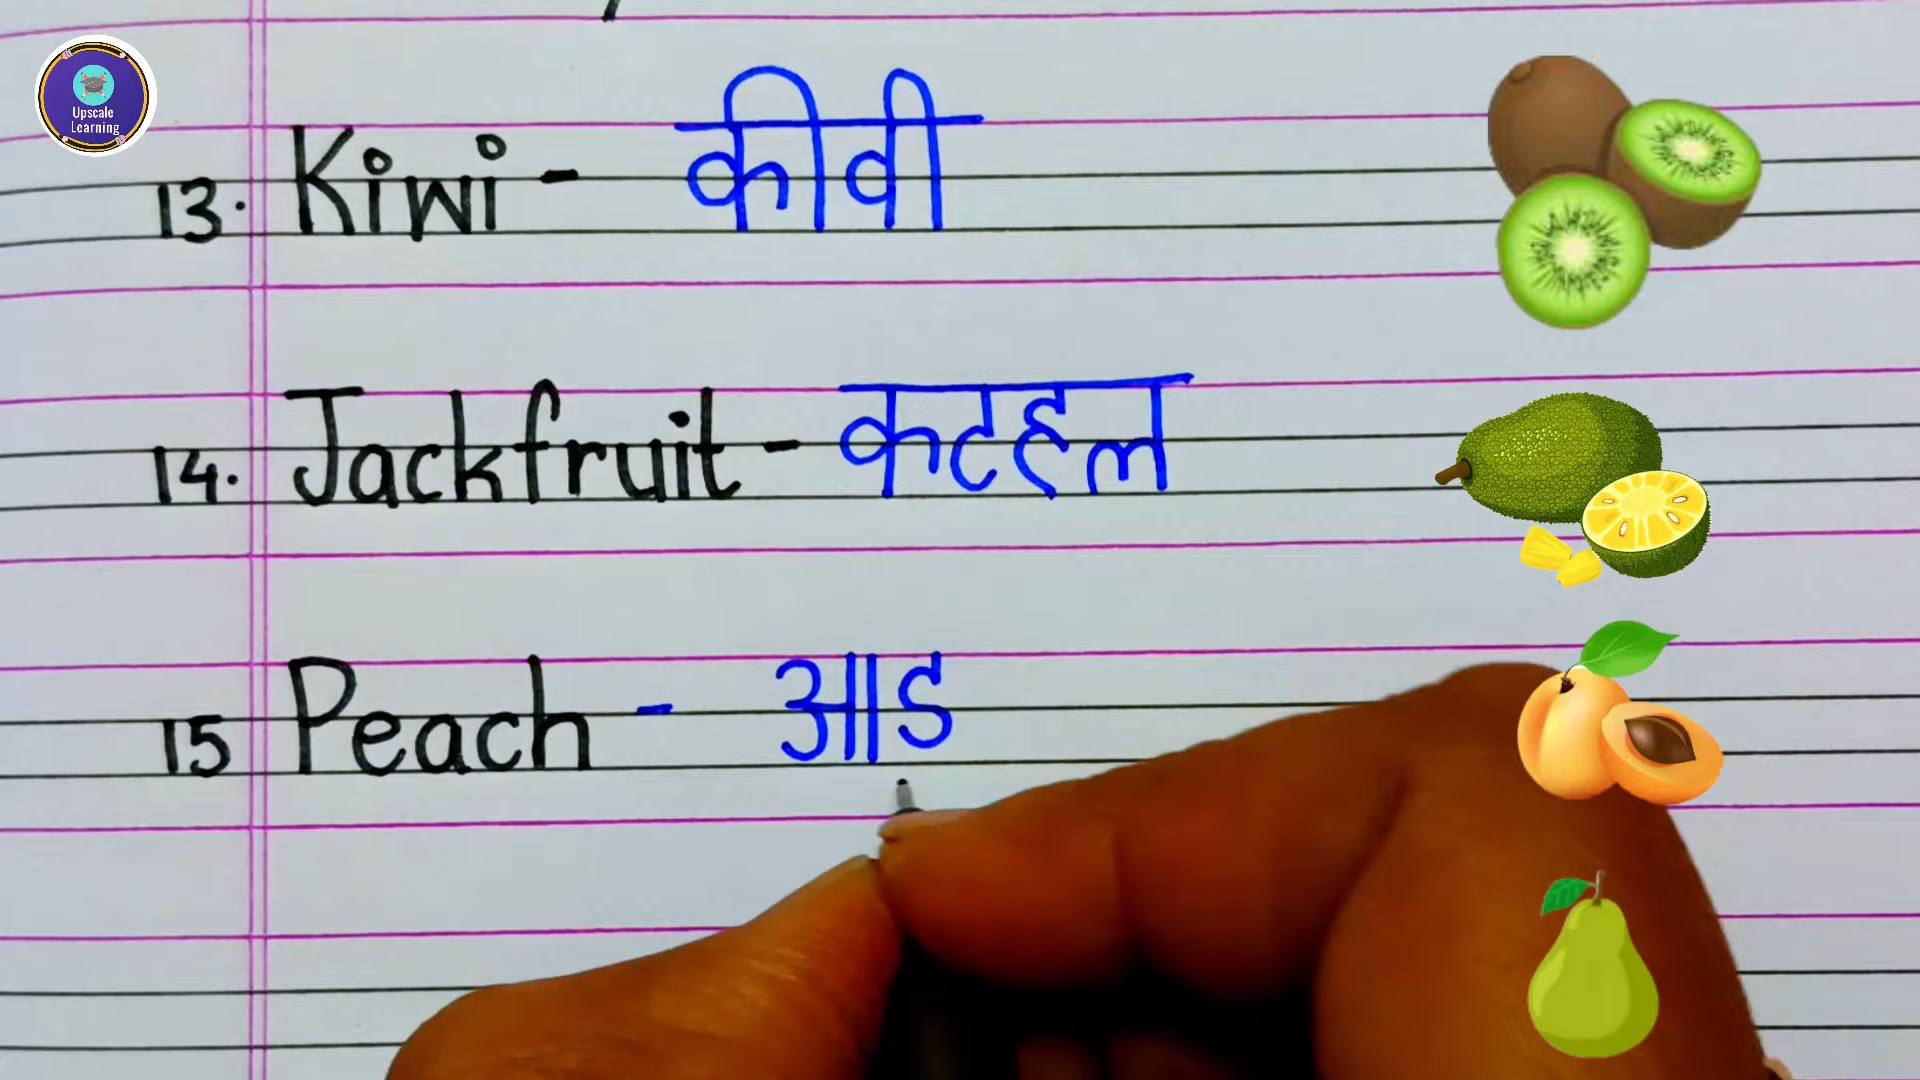 Upscale
Learning
13. Kiwi - कीवी
14. Jackfruit - कटहल
15 Peach - आड